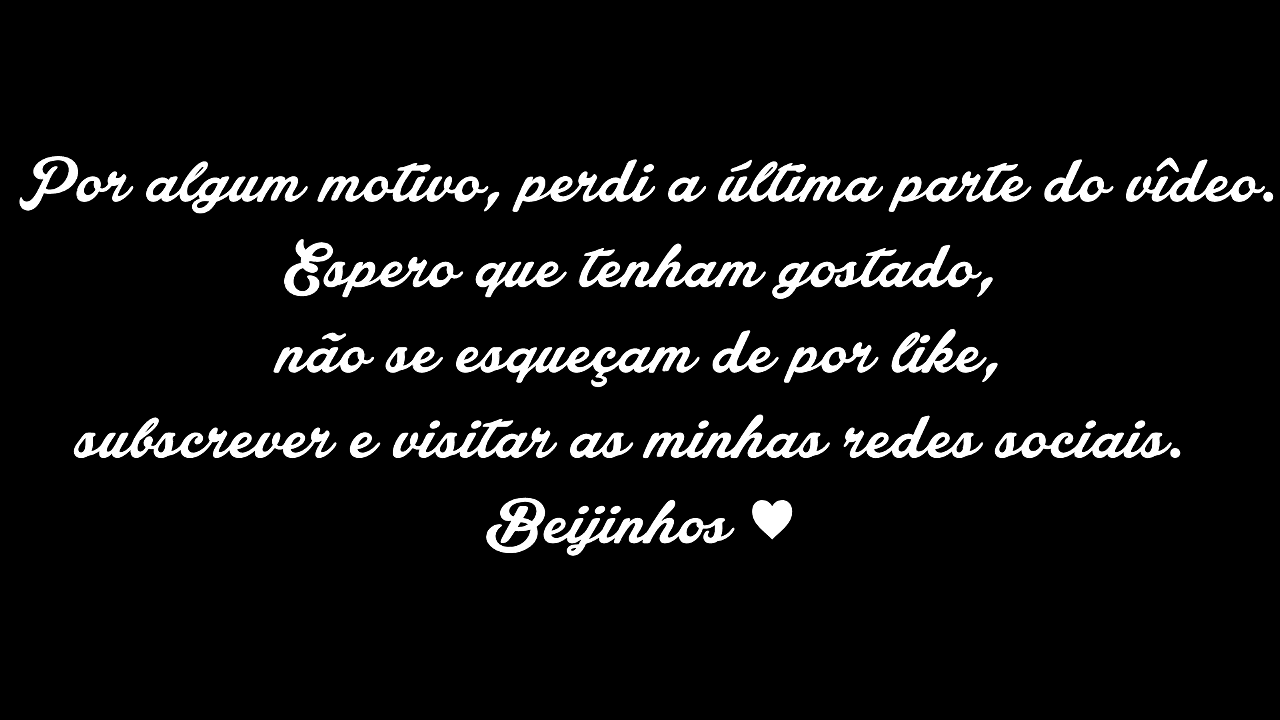 Por algum motivo, perdi a última parte do vîdeo.
Espero que tenham gostado,
não se esqueçam de por like,
subscrever e visitar as minhas redes sociais.
Beijinhos ♥